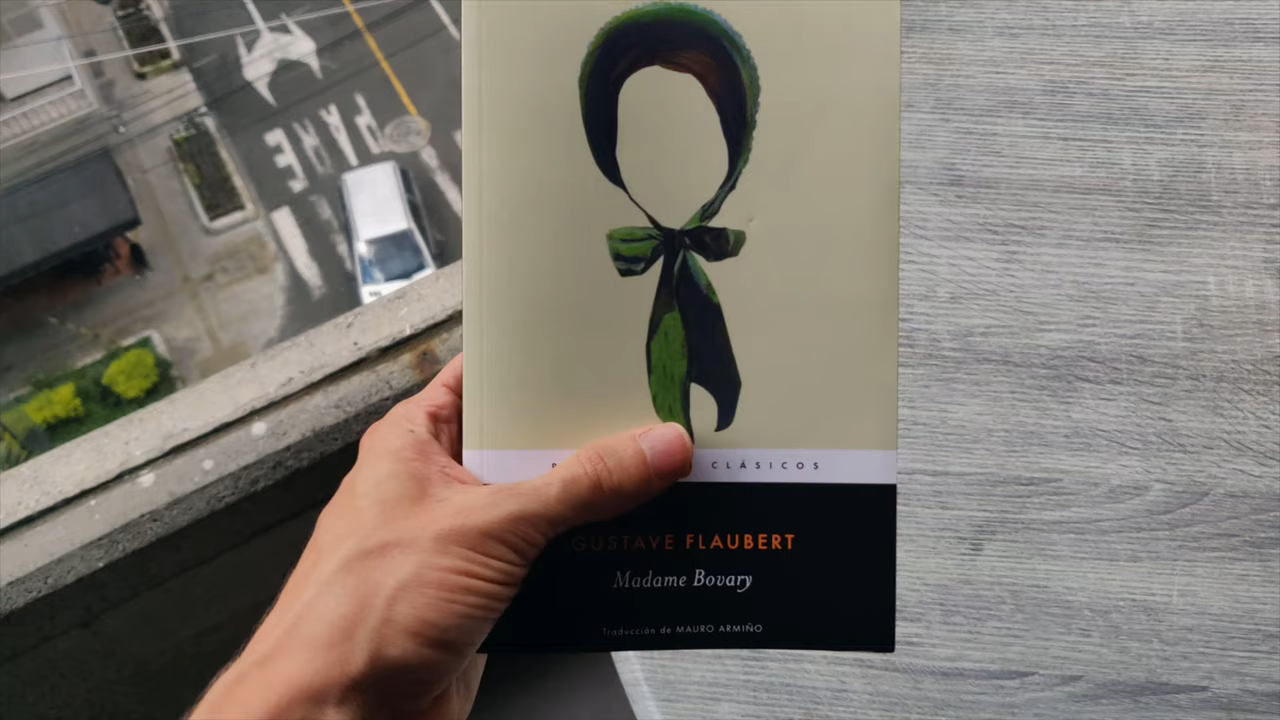 PARE
CLÁSICOS
GUSTAVE FLAUBERT
Madame Bovary
Traducción de MAURO ARMIÑO